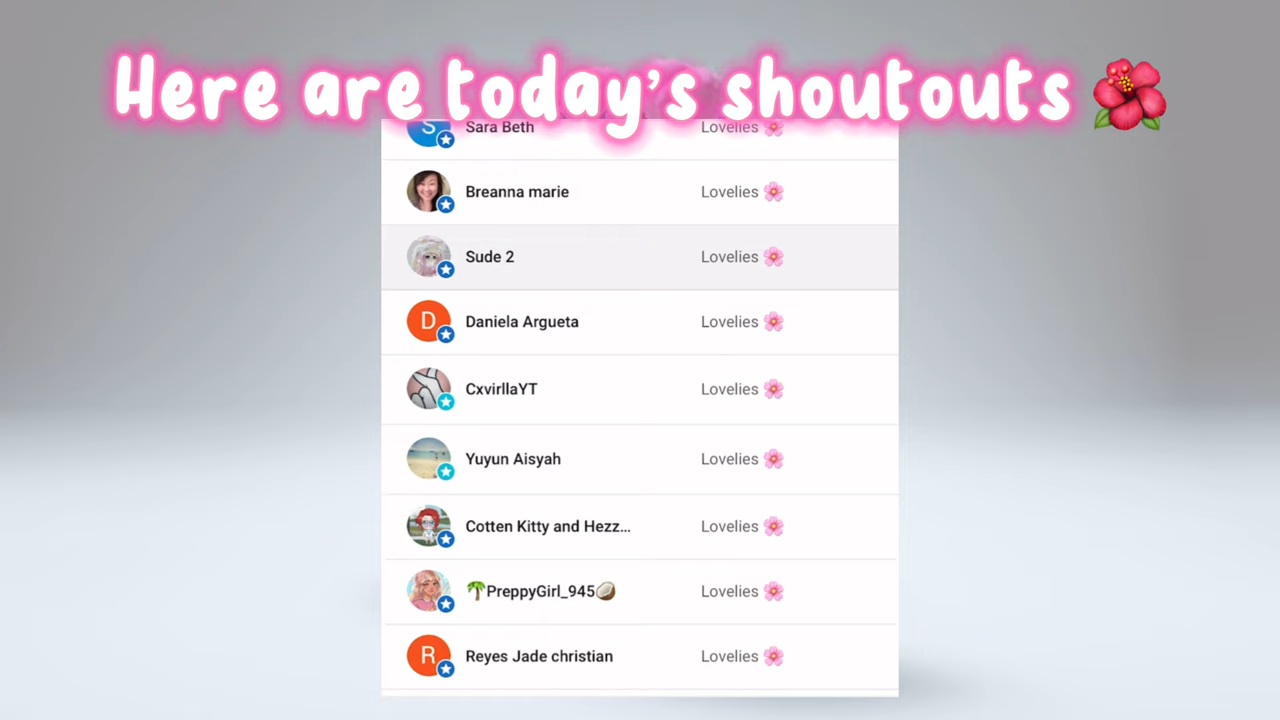 Here are today's shoutouts 🌺
S Sara Beth Lovelies 🌸
Breanna marie Lovelies 🌸
Sude 2 Lovelies 🌸
D Daniela Argueta Lovelies 🌸
CxvirllaYT Lovelies 🌸
Yuyun Aisyah Lovelies 🌸
Cotten Kitty and Hezz... Lovelies 🌸
🌴PreppyGirl_945🥥 Lovelies 🌸
R Reyes Jade christian Lovelies 🌸